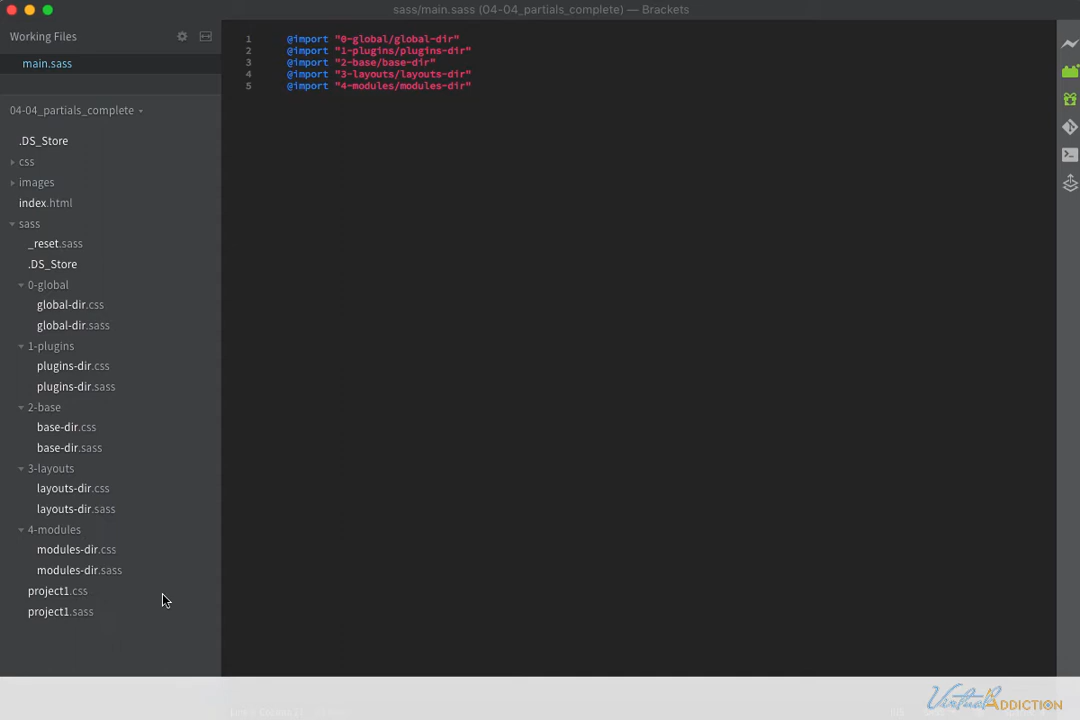 sass/main.sass (04-04_partials_complete) — Brackets
Working Files
main.sass
04-04_partials_complete
.DS_Store
css
images
index.html
sass
_reset.sass
.DS_Store
0-global
global-dir.css
global-dir.sass
1-plugins
plugins-dir.css
plugins-dir.sass
2-base
base-dir.css
base-dir.sass
3-layouts
layouts-dir.css
layouts-dir.sass
4-modules
modules-dir.css
modules-dir.sass
project1.css
project1.sass
1 @import "0-global/global-dir"
2 @import "1-plugins/plugins-dir"
3 @import "2-base/base-dir"
4 @import "3-layouts/layouts-dir"
5 @import "4-modules/modules-dir"
Virtual ADDICTION